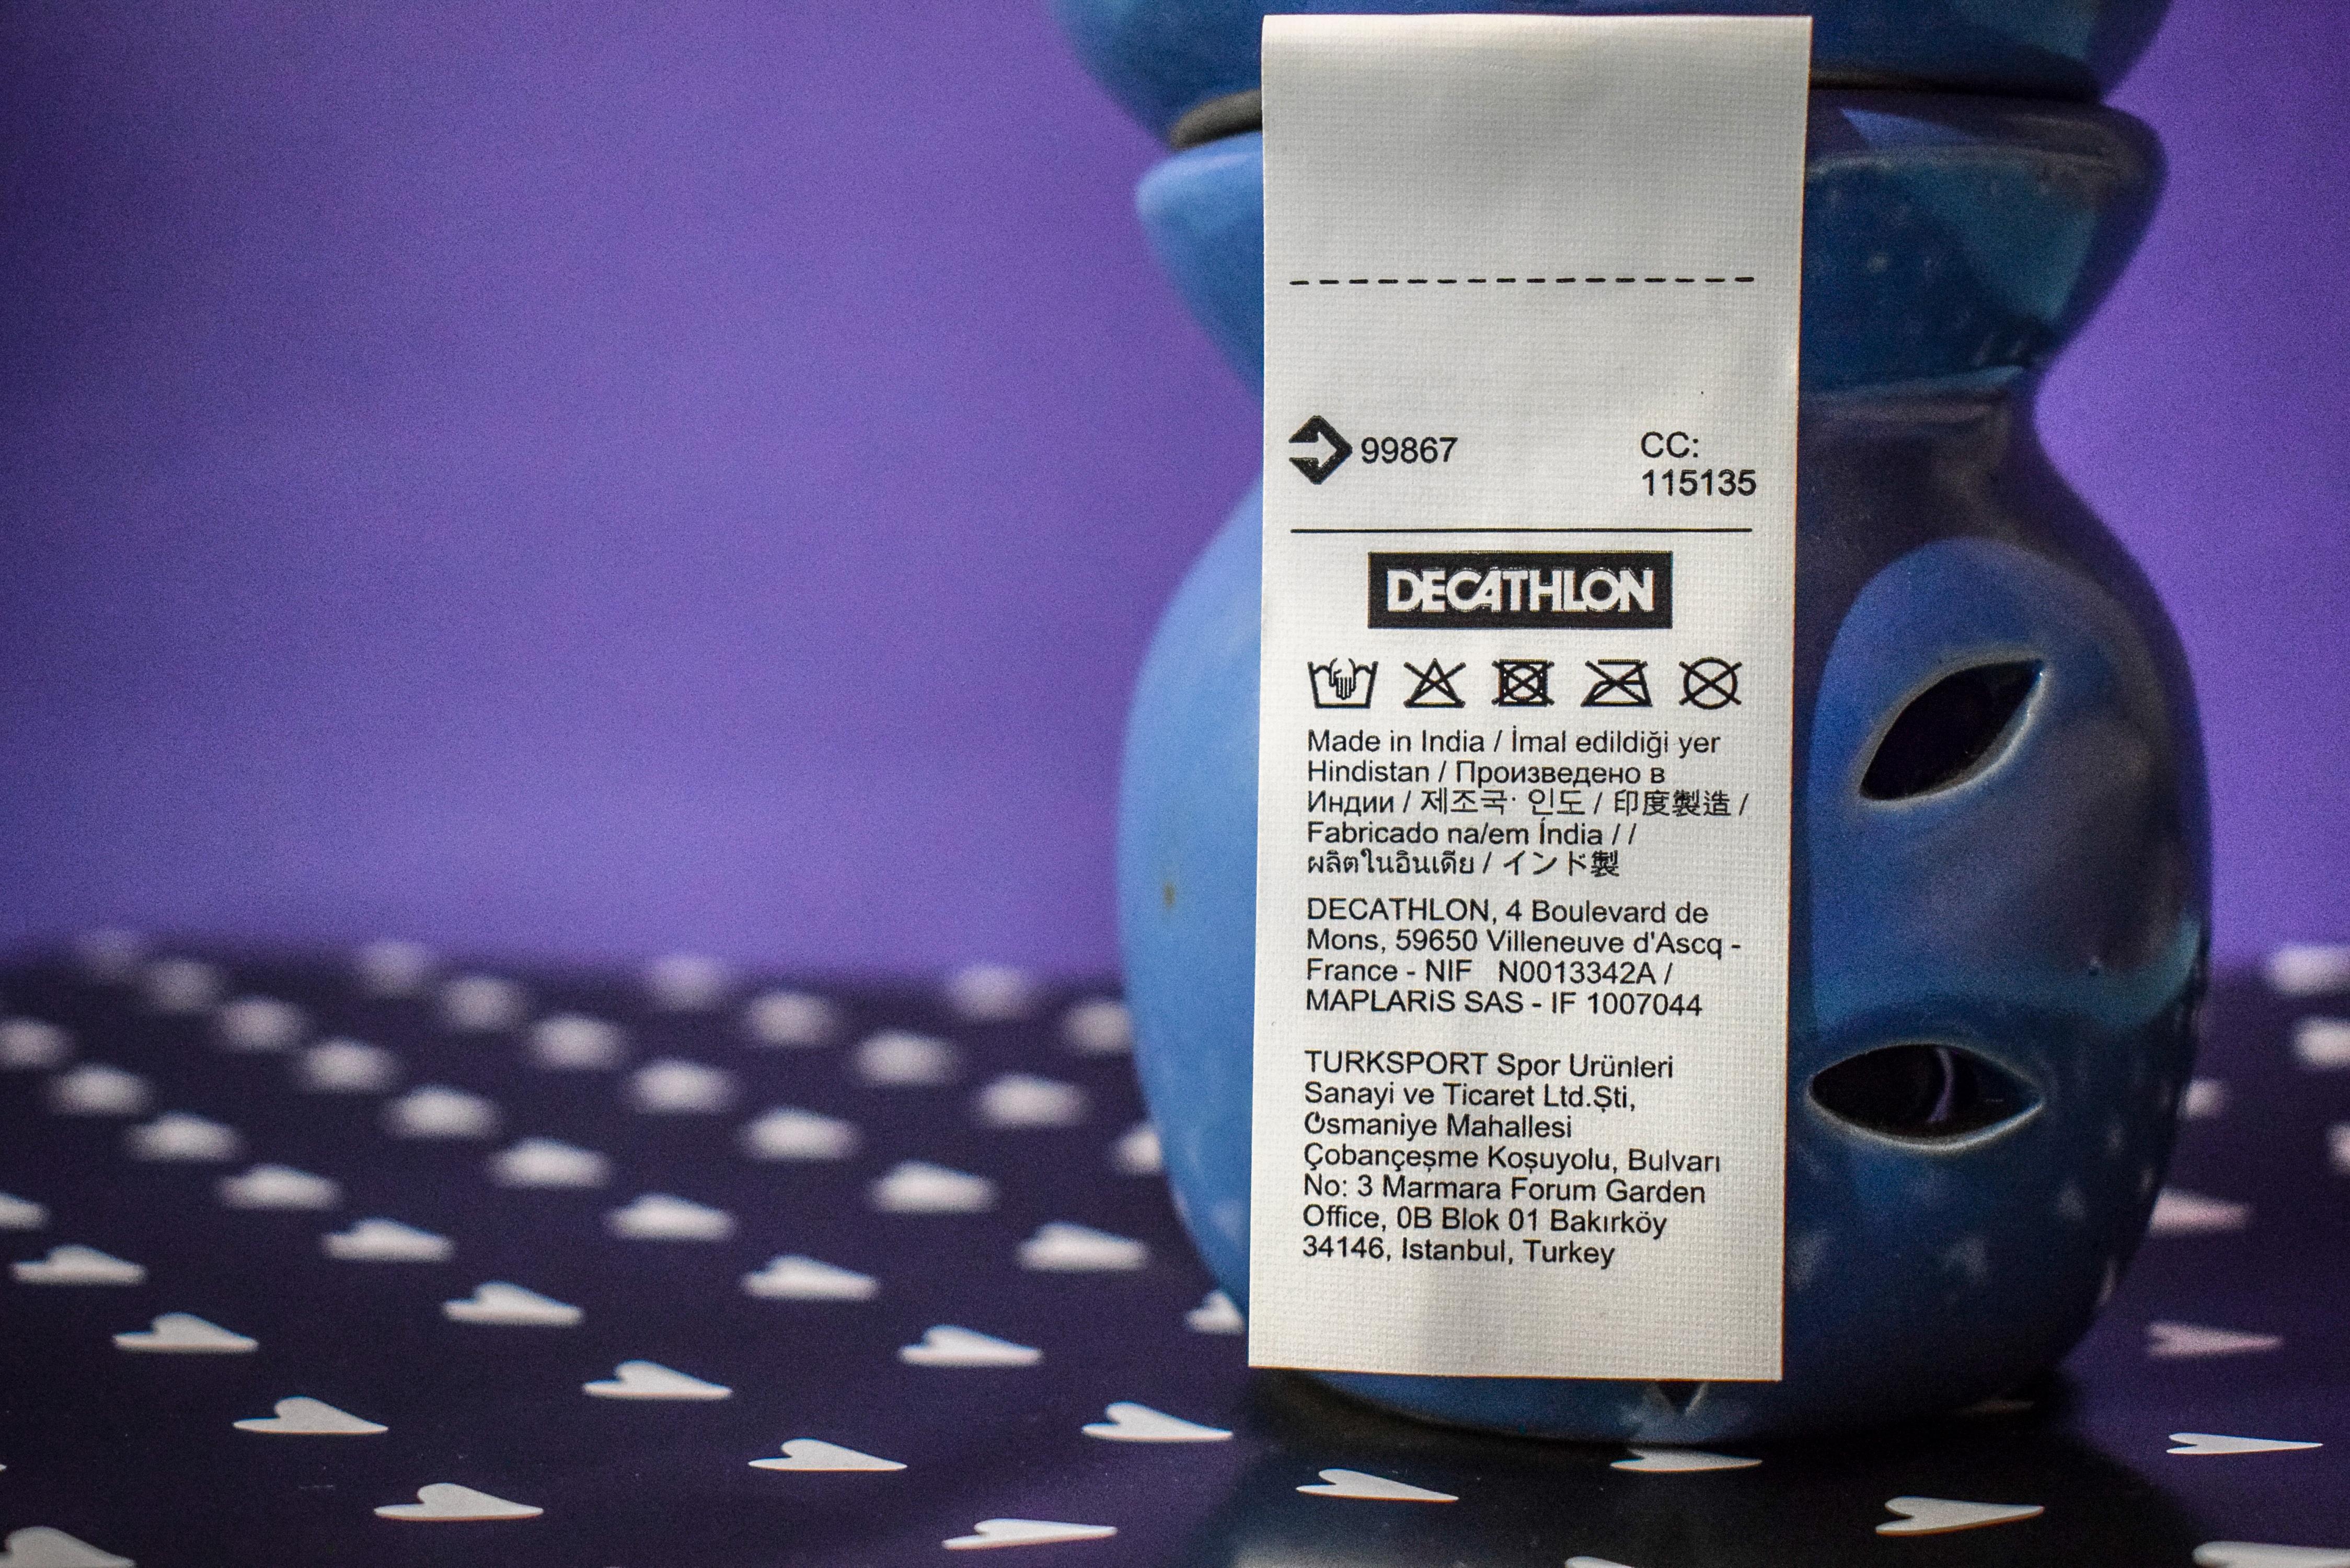 99867
CC:
115135
DECATHLON
Made in India / İmal edildiği yer
Hindistan / Произведено в
Индии / 제조국· 인도 / 印度製造 /
Fabricado na/em Índia / /
ผลิตในอินเดีย / インド製
DECATHLON, 4 Boulevard de
Mons, 59650 Villeneuve d'Ascq -
France - NIF N0013342A /
MAPLARİS SAS - IF 1007044
TURKSPORT Spor Urünleri
Sanayi ve Ticaret Ltd.Şti,
Osmaniye Mahallesi
Çobançeşme Koşuyolu, Bulvarı
No: 3 Marmara Forum Garden
Office, 0B Blok 01 Bakırköy
34146, Istanbul, Turkey